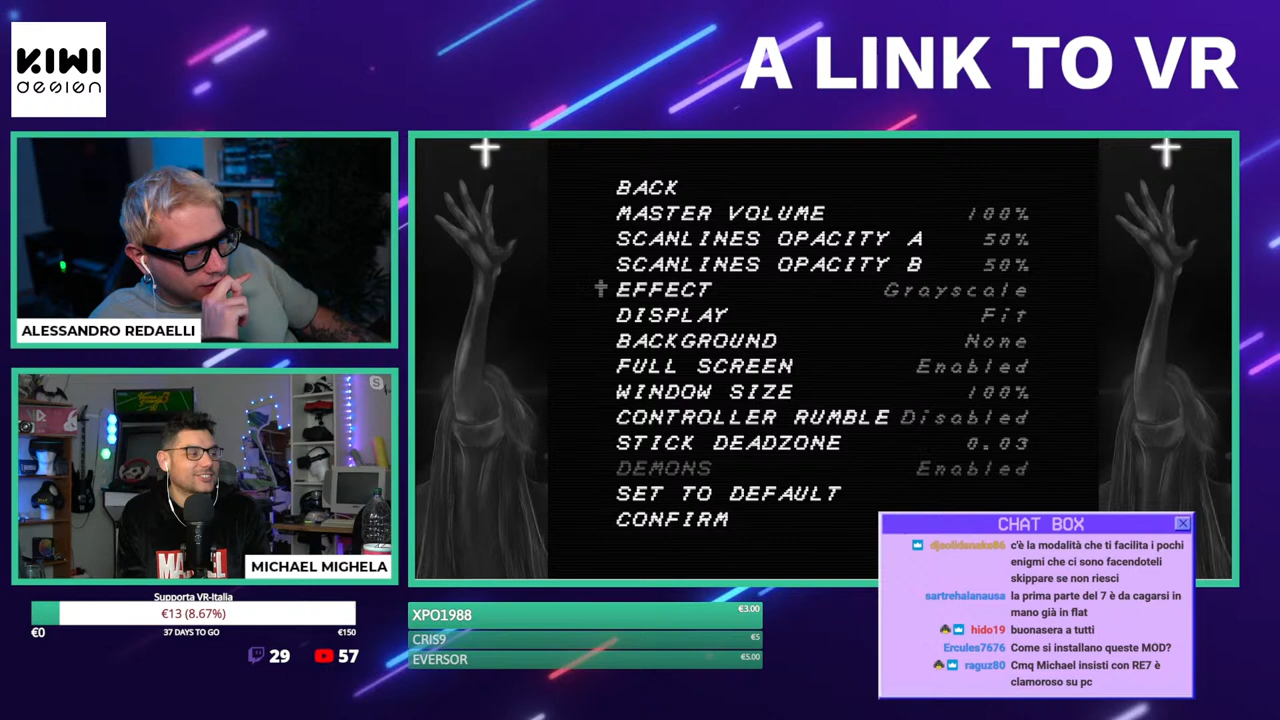 KIWI
design
A LINK TO VR
ALESSANDRO REDAELLI
MICHAEL MIGHELA
BACK
MASTER VOLUME 100%
SCANLINES OPACITY A 50%
SCANLINES OPACITY B 50%
EFFECT Grayscale
DISPLAY Fit
BACKGROUND None
FULL SCREEN Enabled
WINDOW SIZE 100%
CONTROLLER RUMBLE Disabled
STICK DEADZONE 0.03
DEMONS Enabled
SET TO DEFAULT
CONFIRM
Supporta VR-Italia
€13 (8.67%)
€0 37 DAYS TO GO €150
29 57
XPO1988 €3.00
CRIS9 €5
EVERSOR €5.00
CHAT BOX
djsolidsnake86 c'è la modalità che ti facilita i pochi
enigmi che ci sono facendoteli
skippare se non riesci
sartrehalanausa la prima parte del 7 è da cagarsi in
mano già in flat
hido19 buonasera a tutti
Ercules7676 Come si installano queste MOD?
raguz80 Cmq Michael insisti con RE7 è
clamoroso su pc